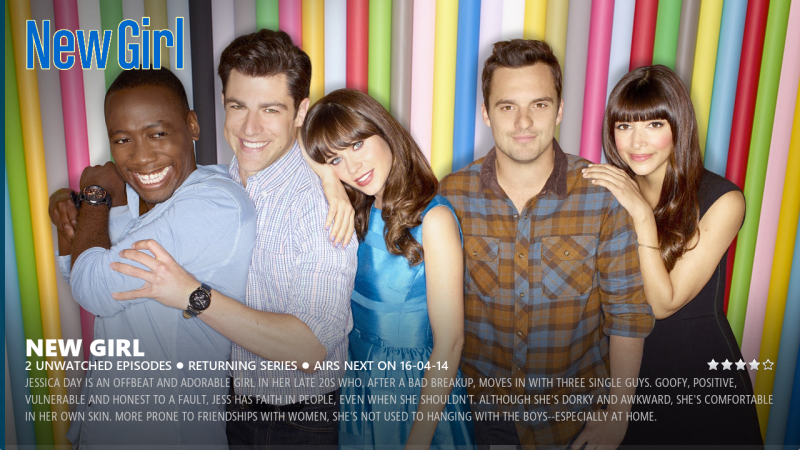 New Girl
NEW GIRL
2 UNWATCHED EPISODES ● RETURNING SERIES ● AIRS NEXT ON 16-04-14
JESSICA DAY IS AN OFFBEAT AND ADORABLE GIRL IN HER LATE 20S WHO, AFTER A BAD BREAKUP, MOVES IN WITH THREE SINGLE GUYS. GOOFY, POSITIVE,
VULNERABLE AND HONEST TO A FAULT, JESS HAS FAITH IN PEOPLE, EVEN WHEN SHE SHOULDN'T. ALTHOUGH SHE'S DORKY AND AWKWARD, SHE'S COMFORTABLE
IN HER OWN SKIN. MORE PRONE TO FRIENDSHIPS WITH WOMEN, SHE'S NOT USED TO HANGING WITH THE BOYS--ESPECIALLY AT HOME.